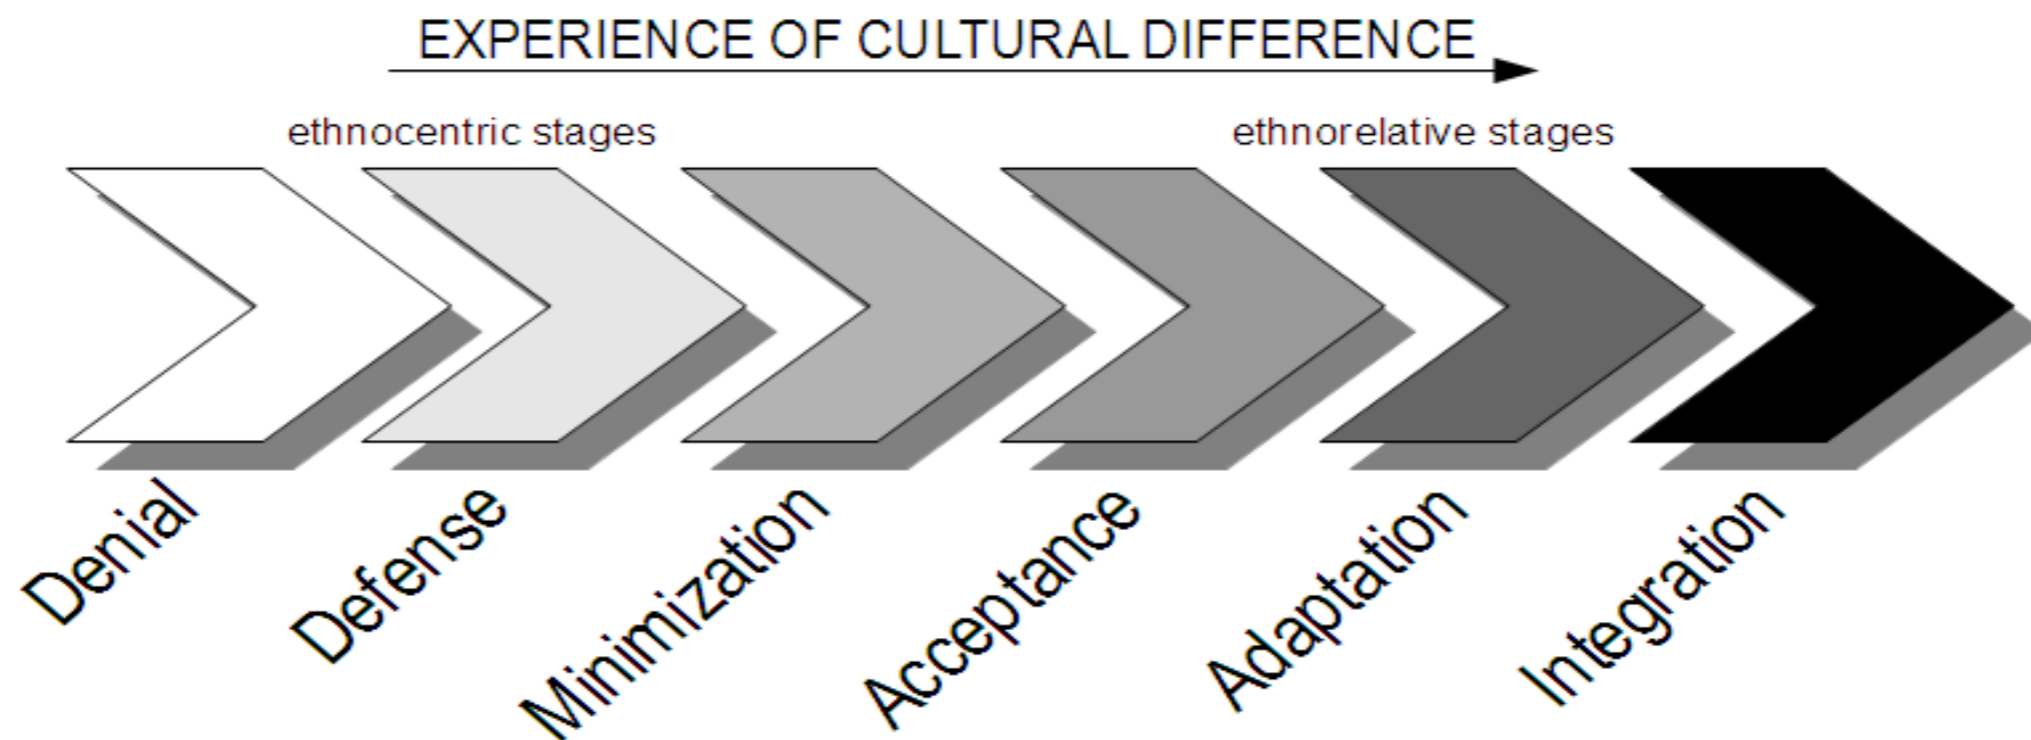 EXPERIENCE OF CULTURAL DIFFERENCE
ethnocentric stages
ethnorelative stages
Denial
Defense
Minimization
Acceptance
Adaptation
Integration